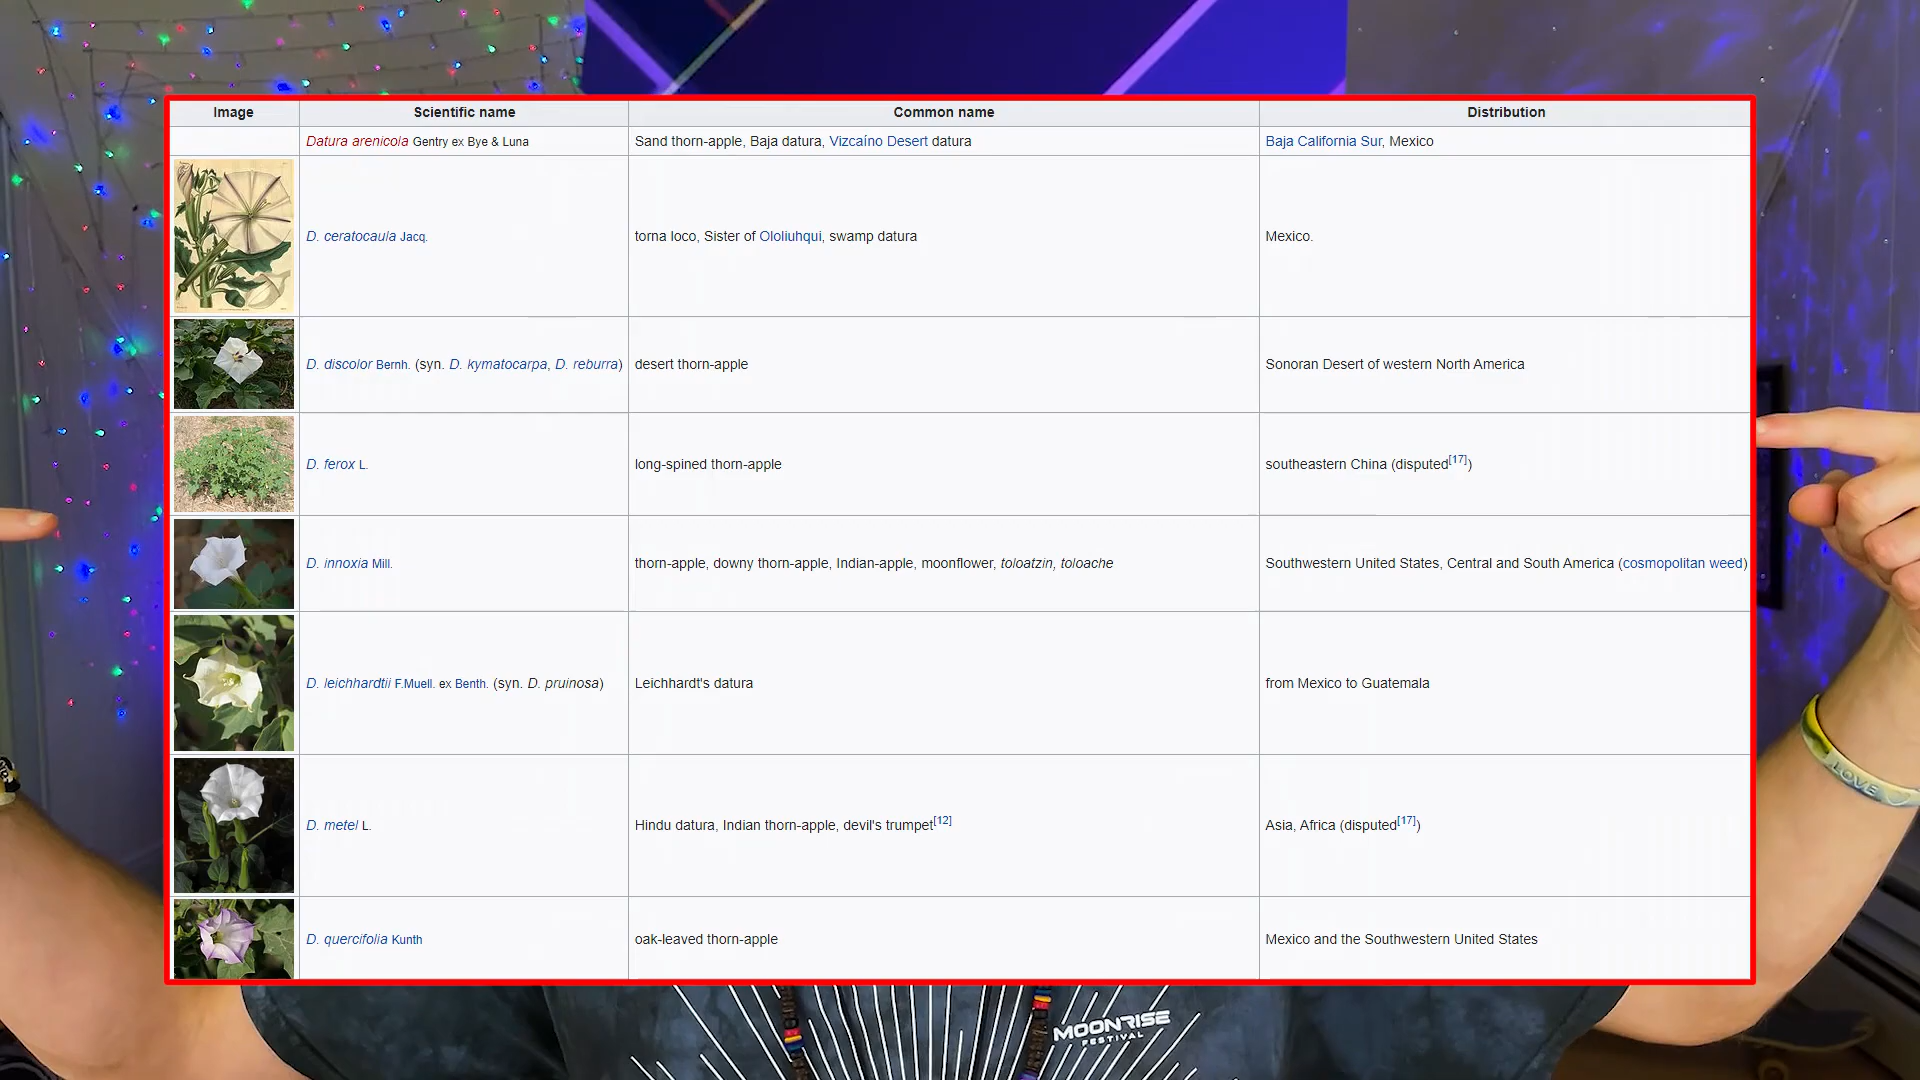 Image Scientific name Common name Distribution
Datura arenicola Gentry ex Bye & Luna Sand thorn-apple, Baja datura, Vizcaíno Desert datura Baja California Sur, Mexico
D. ceratocaula Jacq. torna loco, Sister of Ololiuhqui, swamp datura Mexico.
D. discolor Bernh. (syn. D. kymatocarpa, D. reburra) desert thorn-apple Sonoran Desert of western North America
D. ferox L. long-spined thorn-apple southeastern China (disputed[17])
D. innoxia Mill. thorn-apple, downy thorn-apple, Indian-apple, moonflower, toloatzin, toloache Southwestern United States, Central and South America (cosmopolitan weed)
D. leichhardtii F.Muell. ex Benth. (syn. D. pruinosa) Leichhardt's datura from Mexico to Guatemala
D. metel L. Hindu datura, Indian thorn-apple, devil's trumpet[12] Asia, Africa (disputed[17])
D. quercifolia Kunth oak-leaved thorn-apple Mexico and the Southwestern United States
LOVE
MOONRISE
FESTIVAL